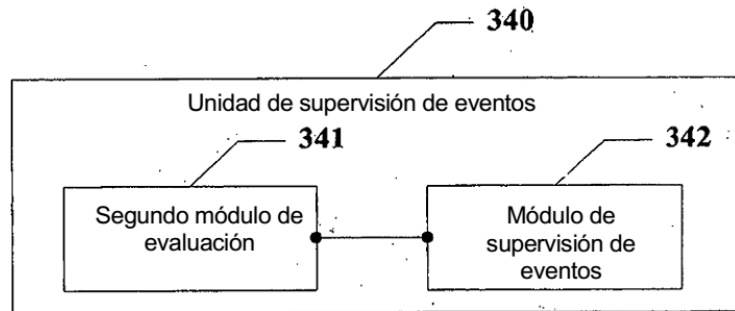 340
Unidad de supervisión de eventos
341
342
Segundo módulo de
evaluación
Módulo de
supervisión de
eventos